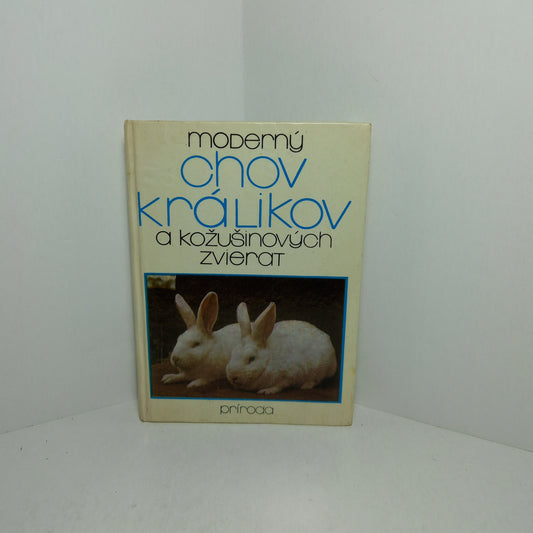 moderný
chov
králikov
a kožušinových
zvierat
príroda